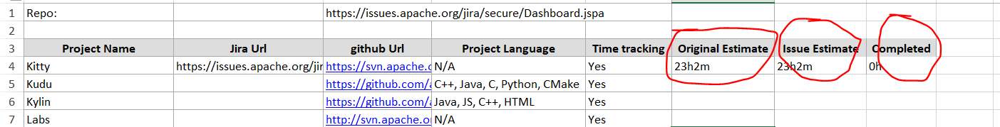 1 Repo: https://issues.apache.org/jira/secure/Dashboard.jspa
2
3 Project Name Jira Url github Url Project Language Time tracking Original Estimate Issue Estimate Completed
4 Kitty https://issues.apache.org/jir https://svn.apache.o N/A Yes 23h2m 23h2m 0h
5 Kudu https://github.com/a C++, Java, C, Python, CMake Yes
6 Kylin https://github.com/a Java, JS, C++, HTML Yes
7 Labs http://svn.apache.or N/A Yes